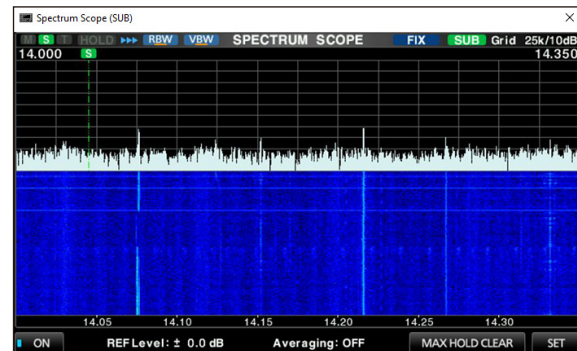 Spectrum Scope (SUB)
M S T HOLD RBW VBW SPECTRUM SCOPE FIX SUB Grid 25k/10dB
14.000 S 14.350
14.05 14.10 14.15 14.20 14.25 14.30
ON REF Level: ± 0.0 dB Averaging: OFF MAX HOLD CLEAR SET